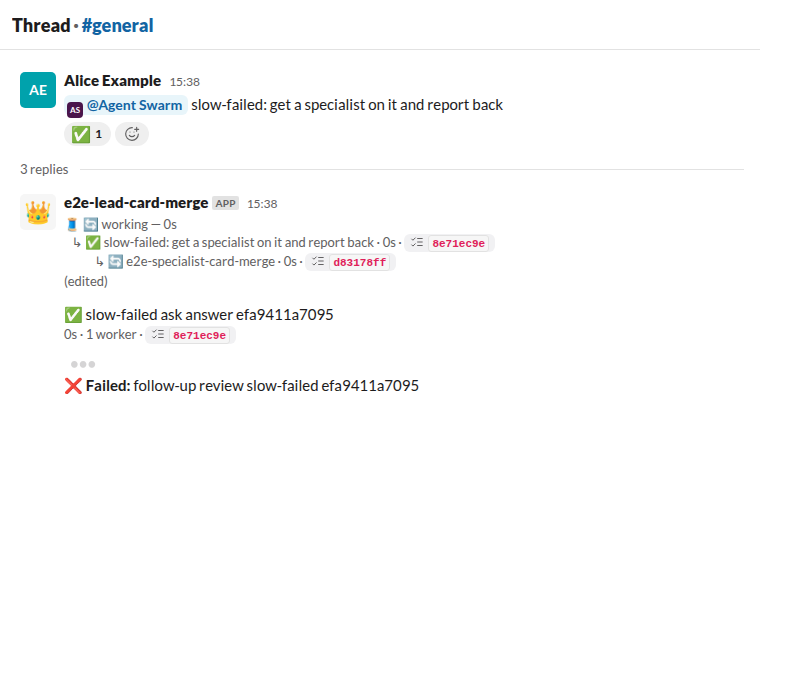 Thread • #general
AE
Alice Example 15:38
AS @Agent Swarm slow-failed: get a specialist on it and report back
✅ 1
3 replies
e2e-lead-card-merge APP 15:38
🧵 🔄 working — 0s
↳ ✅ slow-failed: get a specialist on it and report back · 0s · 8e71ec9e
↳ 🔄 e2e-specialist-card-merge · 0s · d83178ff
(edited)
✅ slow-failed ask answer efa9411a7095
0s · 1 worker · 8e71ec9e
❌ Failed: follow-up review slow-failed efa9411a7095